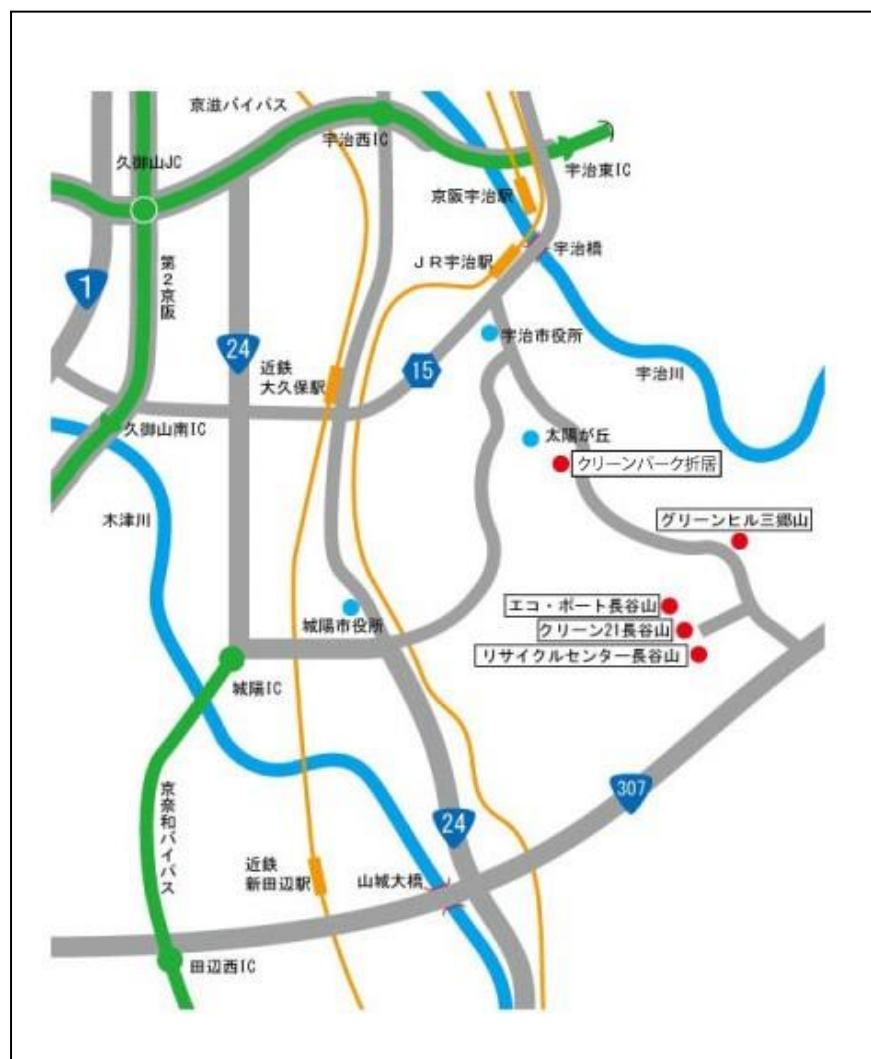 京滋バイパス
宇治西IC
久御山JC
宇治東IC
京阪宇治駅
宇治橋
JR宇治駅
第2京阪
1
宇治市役所
24
近鉄
大久保駅
15
宇治川
久御山南IC
太陽が丘
クリーンパーク折居
木津川
グリーンヒル三郷山
エコ・ポート長谷山
城陽市役所
クリーン21長谷山
リサイクルセンター長谷山
城陽IC
京奈和バイパス
307
24
近鉄
新田辺駅
山城大橋
田辺西IC